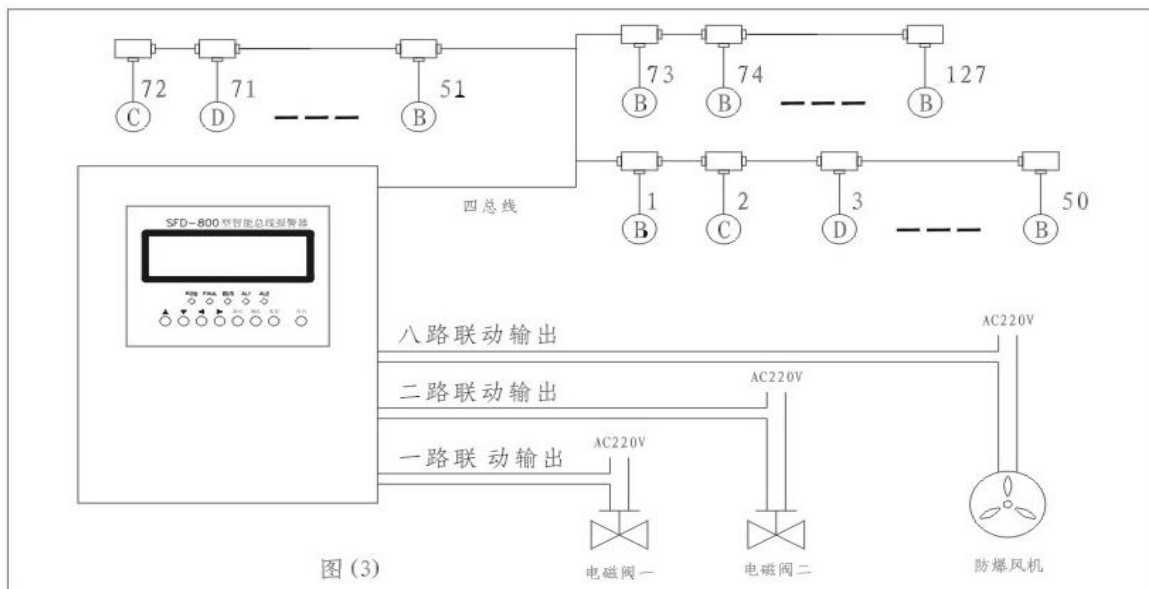 72 71 51 73 74 127
C D B B B B
四总线
1 2 3 50
B C D B
SFD-800型智能总线报警器
AC220V
八路联动输出
AC220V
二路联动输出
AC220V
一路联 动输出
图(3)
电磁阀一
电磁阀二
防爆风机